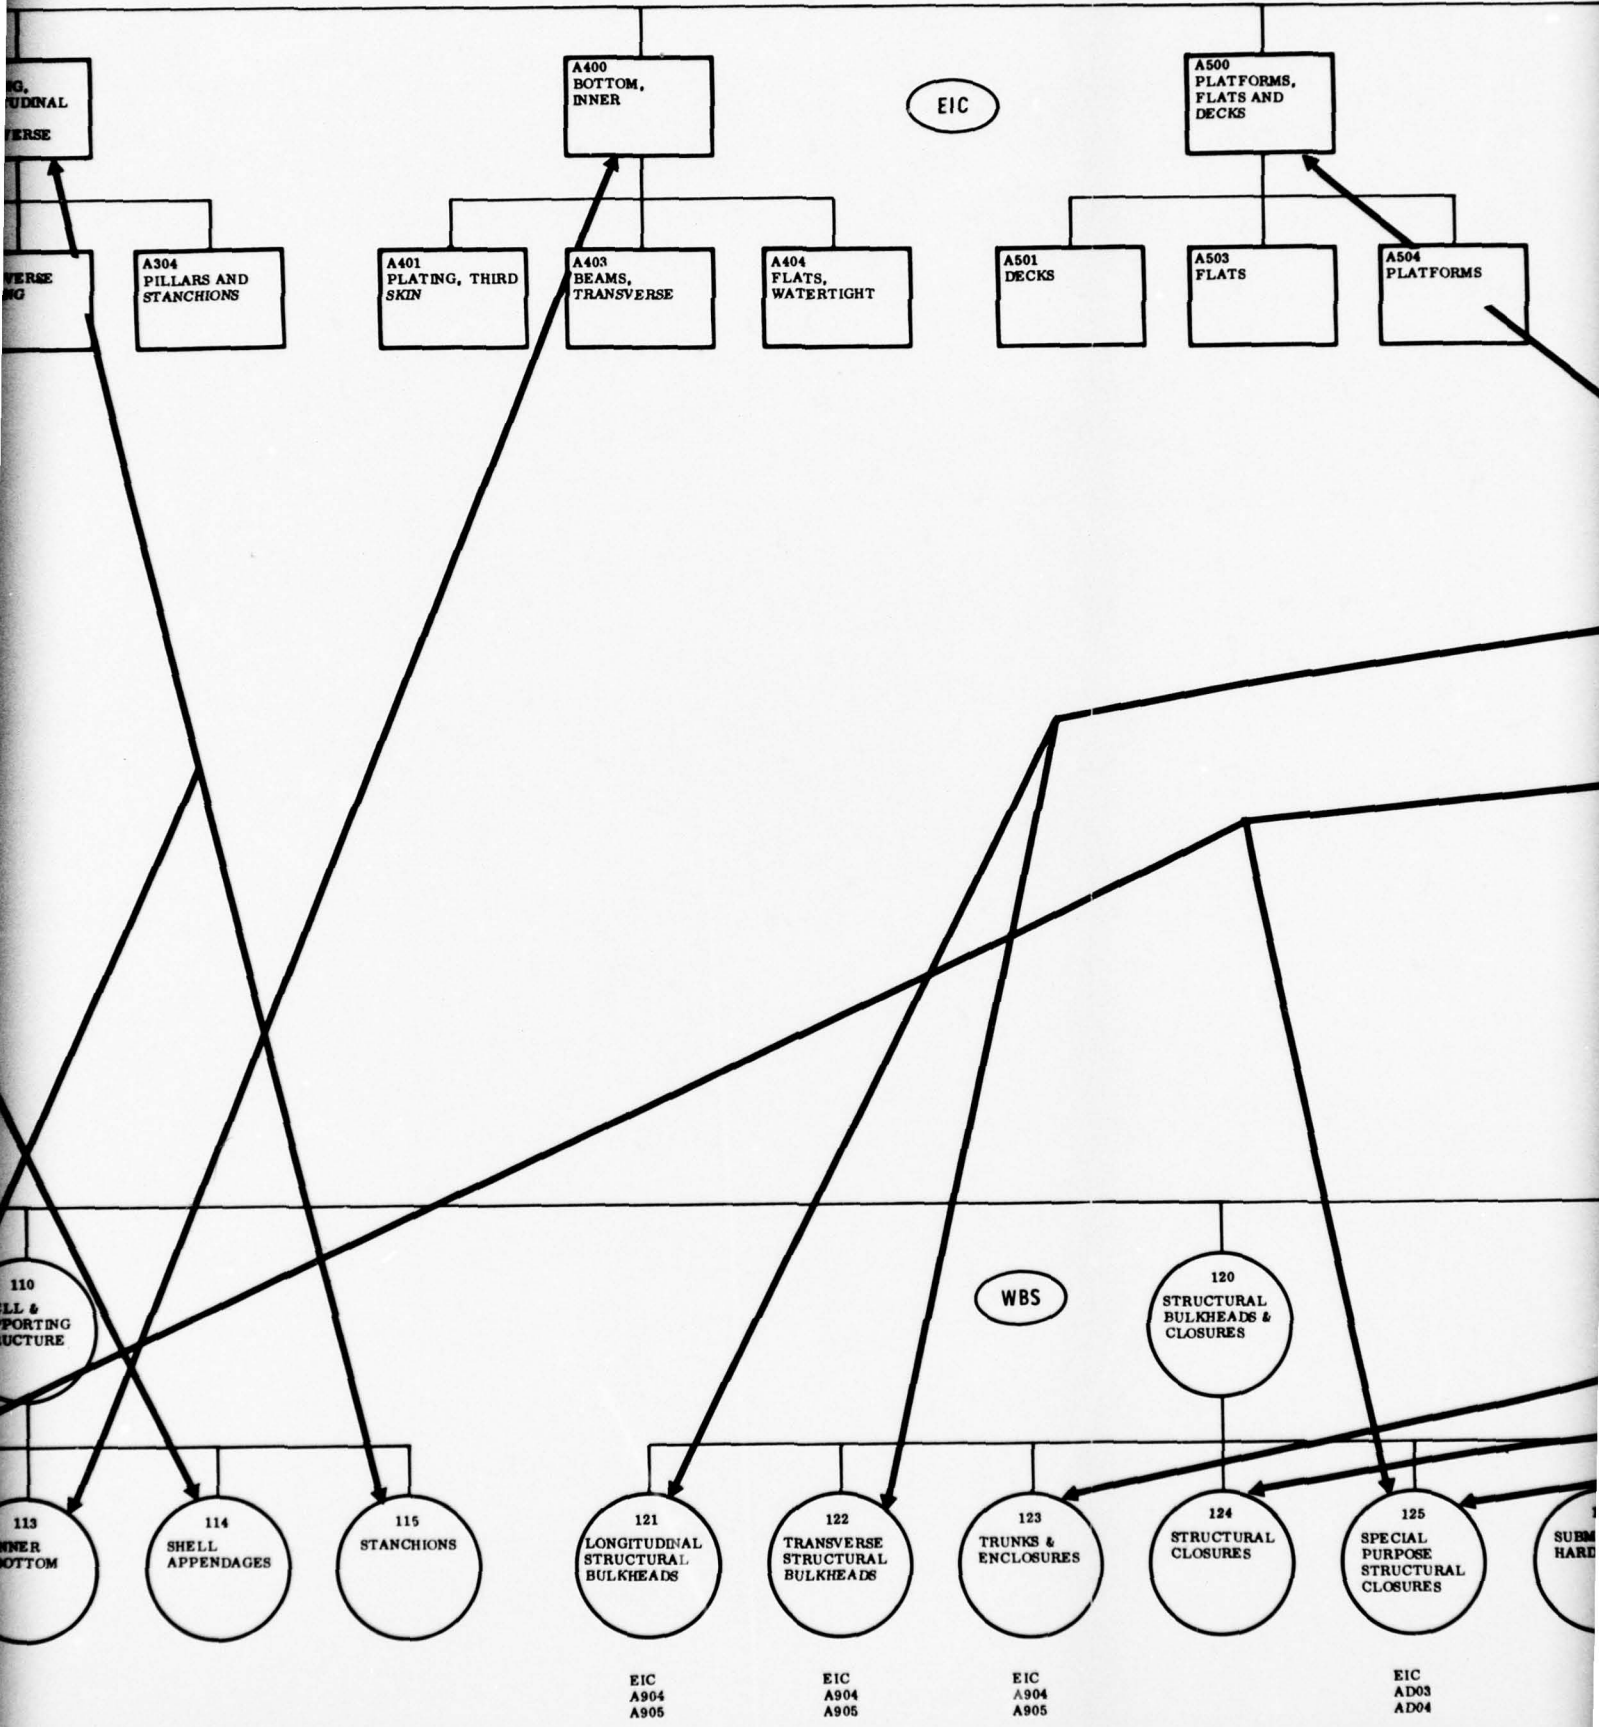 A400
BOTTOM,
INNER
EIC
A500
PLATFORMS,
FLATS AND
DECKS
A304
PILLARS AND
STANCHIONS
A401
PLATING, THIRD
SKIN
A403
BEAMS,
TRANSVERSE
A404
FLATS,
WATERTIGHT
A501
DECKS
A503
FLATS
A504
PLATFORMS
110
WBS
120
STRUCTURAL
BULKHEADS &
CLOSURES
113
114
SHELL
APPENDAGES
115
STANCHIONS
121
LONGITUDINAL
STRUCTURAL
BULKHEADS
122
TRANSVERSE
STRUCTURAL
BULKHEADS
123
TRUNKS &
ENCLOSURES
124
STRUCTURAL
CLOSURES
125
SPECIAL
PURPOSE
STRUCTURAL
CLOSURES
EIC
A904
A905
EIC
A904
A905
EIC
A904
A905
EIC
AD03
AD04